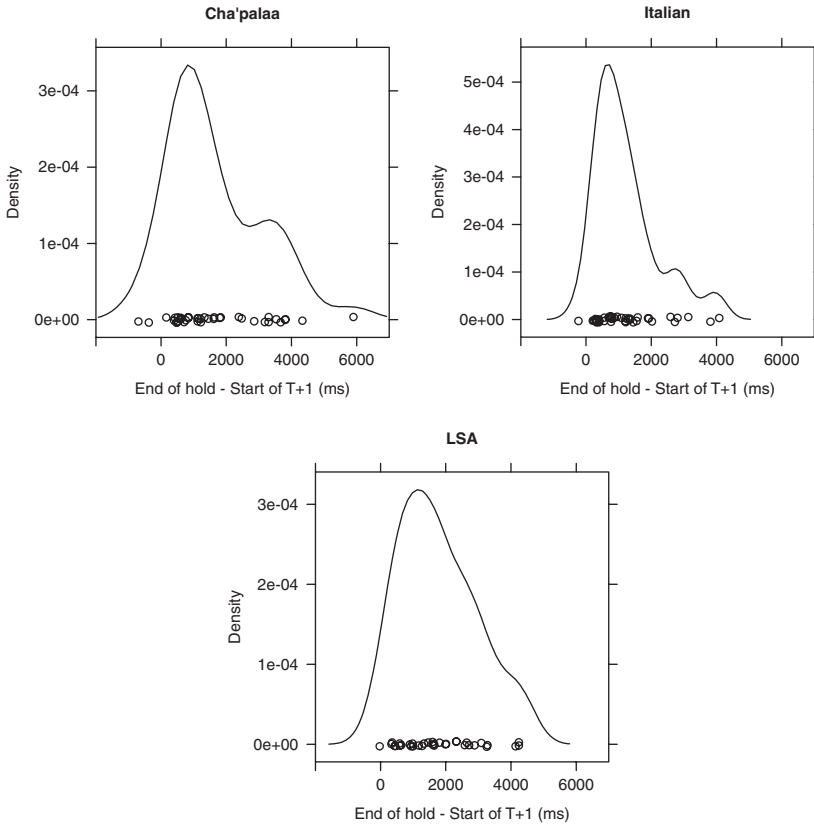 Cha'palaa
Density
3e-04
2e-04
1e-04
0e+00
0 2000 4000 6000
End of hold - Start of T+1 (ms)
Italian
Density
5e-04
4e-04
3e-04
2e-04
1e-04
0e+00
0 2000 4000 6000
End of hold - Start of T+1 (ms)
LSA
Density
3e-04
2e-04
1e-04
0e+00
0 2000 4000 6000
End of hold - Start of T+1 (ms)